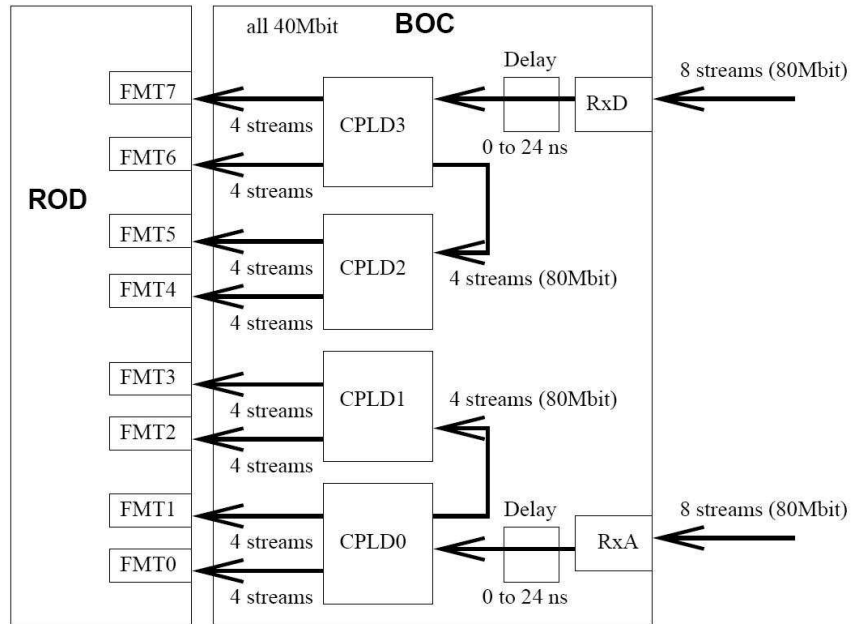 all 40Mbit
BOC
Delay
8 streams (80Mbit)
FMT7
4 streams
CPLD3
RxD
0 to 24 ns
FMT6
4 streams
ROD
FMT5
4 streams
CPLD2
4 streams (80Mbit)
FMT4
4 streams
FMT3
4 streams
CPLD1
4 streams (80Mbit)
FMT2
4 streams
FMT1
4 streams
CPLD0
Delay
RxA
8 streams (80Mbit)
FMT0
4 streams
0 to 24 ns